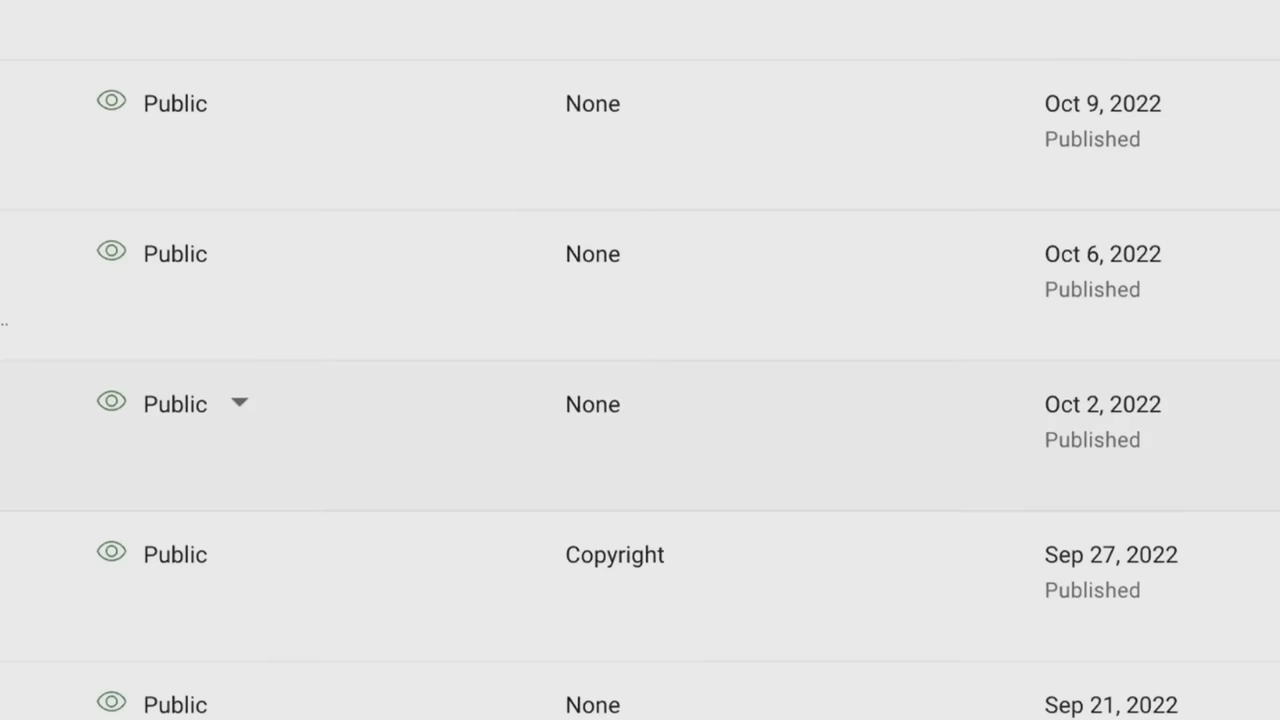 Public None Oct 9, 2022
Published
Public None Oct 6, 2022
Published
..
Public None Oct 2, 2022
Published
Public Copyright Sep 27, 2022
Published
Public None Sep 21, 2022